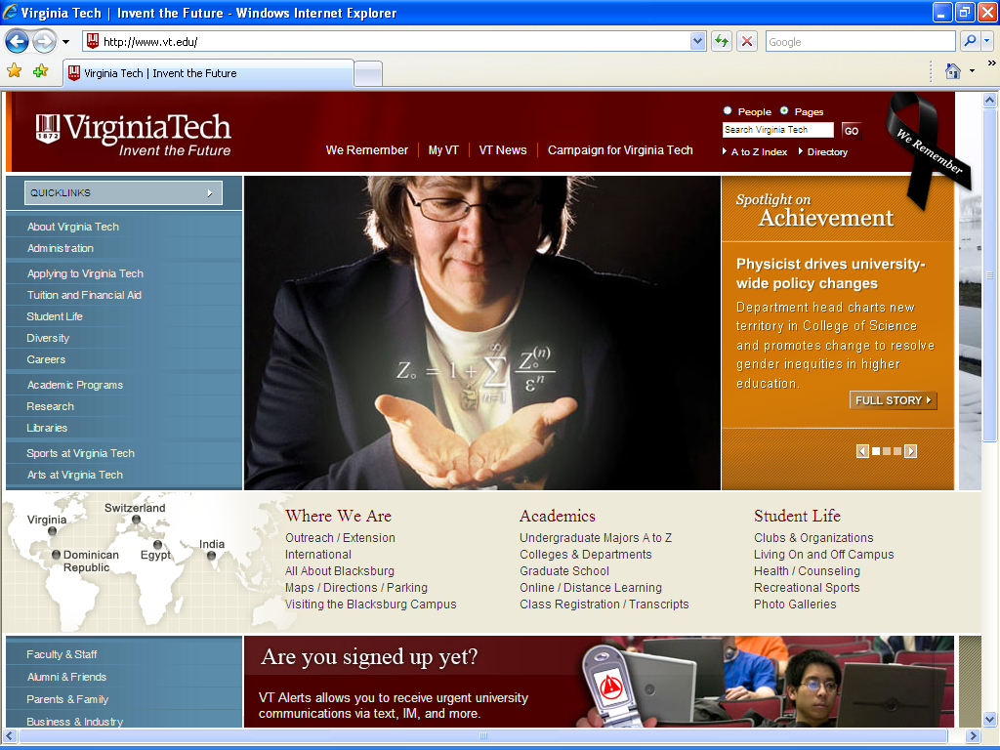 Virginia Tech | Invent the Future - Windows Internet Explorer
http://www.vt.edu/
Google
Virginia Tech | Invent the Future
1872
VirginiaTech
Invent the Future
We Remember
My VT
VT News
Campaign for Virginia Tech
People
Pages
Search Virginia Tech
GO
A to Z Index
Directory
We Remember
QUICKLINKS
About Virginia Tech
Administration
Applying to Virginia Tech
Tuition and Financial Aid
Student Life
Diversity
Careers
Academic Programs
Research
Libraries
Sports at Virginia Tech
Arts at Virginia Tech
Z₀ = 1 + ∞ Σ n=1 Z₀⁽ⁿ⁾ / εⁿ
Spotlight on
Achievement
Physicist drives university-
wide policy changes
Department head charts new
territory in College of Science
and promotes change to resolve
gender inequities in higher
education.
FULL STORY
Virginia
Switzerland
Dominican
Republic
Egypt
India
Where We Are
Outreach / Extension
International
All About Blacksburg
Maps / Directions / Parking
Visiting the Blacksburg Campus
Academics
Undergraduate Majors A to Z
Colleges & Departments
Graduate School
Online / Distance Learning
Class Registration / Transcripts
Student Life
Clubs & Organizations
Living On and Off Campus
Health / Counseling
Recreational Sports
Photo Galleries
Faculty & Staff
Alumni & Friends
Parents & Family
Business & Industry
Are you signed up yet?
VT Alerts allows you to receive urgent university
communications via text, IM, and more.